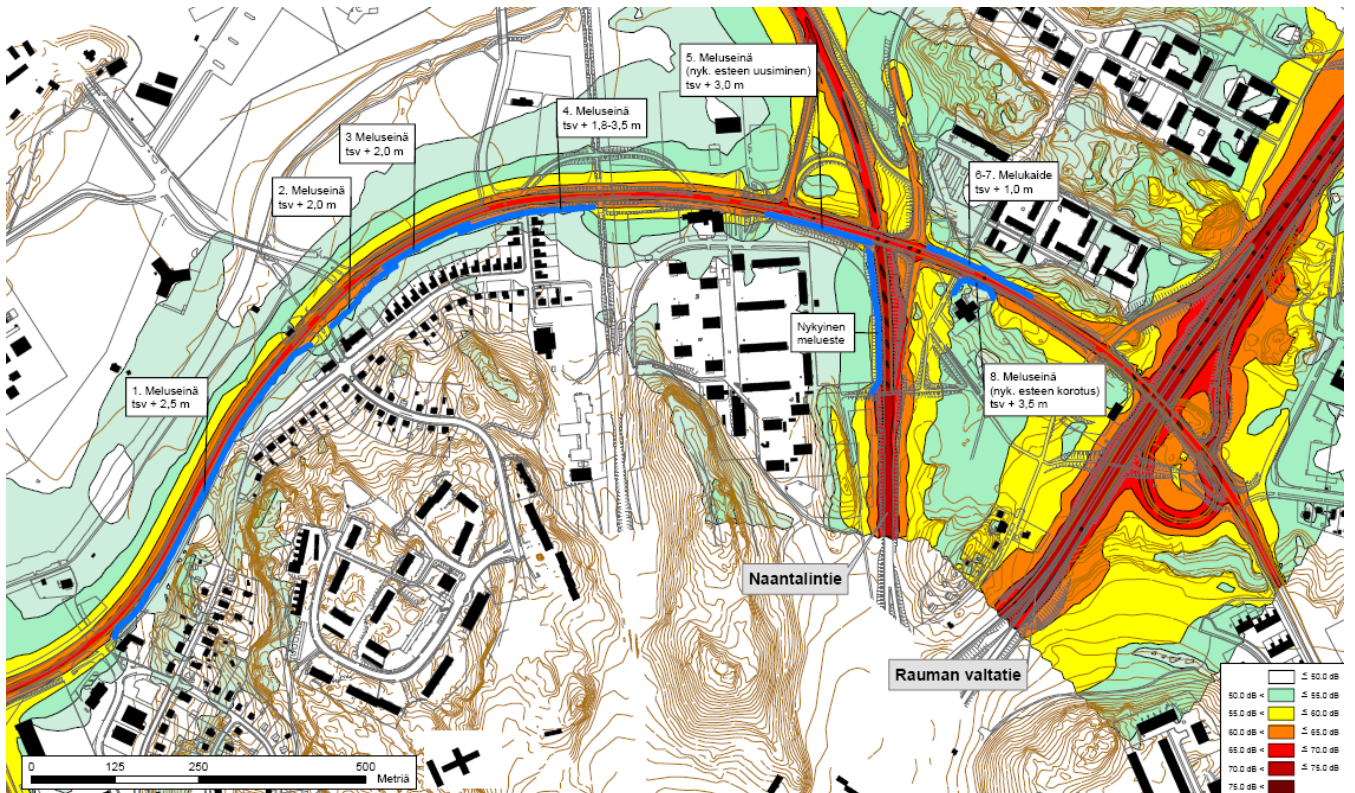 5. Meluseinä
(nyk. esteen uusiminen)
tsv + 3,0 m
4. Meluseinä
tsv + 1,8-3,5 m
3 Meluseinä
tsv + 2,0 m
2. Meluseinä
tsv + 2,0 m
6-7. Melukaide
tsv + 1,0 m
Nykyinen
melueste
1. Meluseinä
tsv + 2,5 m
8. Meluseinä
(nyk. esteen korotus)
tsv + 3,5 m
Naantalintie
Rauman valtatie
≤ 50.0 dB
50.0 dB < ≤ 55.0 dB
55.0 dB < ≤ 60.0 dB
60.0 dB < ≤ 65.0 dB
65.0 dB < ≤ 70.0 dB
70.0 dB < ≤ 75.0 dB
75.0 dB <
0 125 250 500
Metriä